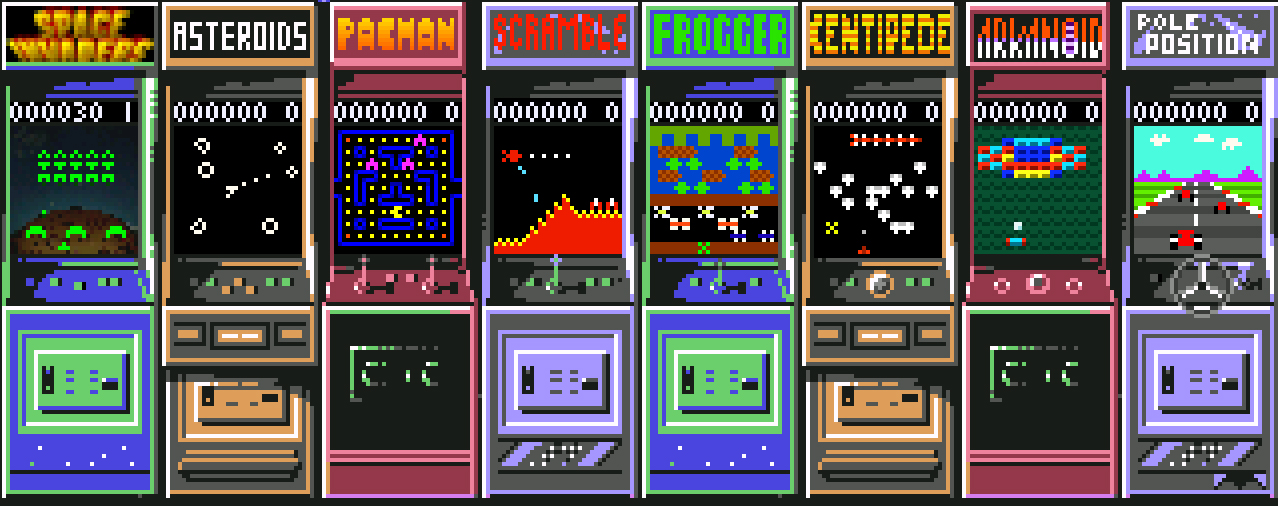 SPACE
INVADERS
ASTEROIDS
PACMAN
SCRAMBLE
FROGGER
CENTIPEDE
ARKANOID
POLE
POSITION
000030 1
000000 0
000000 0
000000 0
000000 0
000000 0
000000 0
000000 0